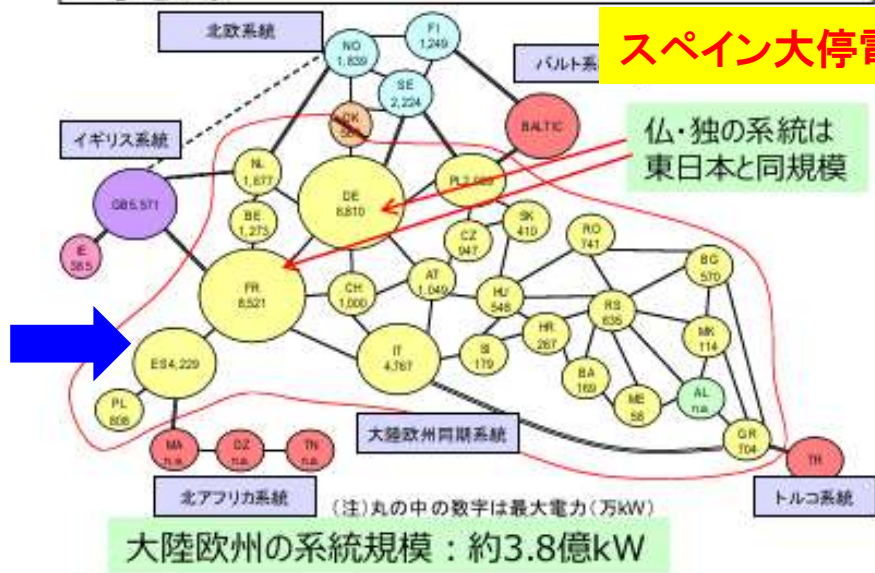 北欧系統
スペイン大停電
FI
1,249
NO
1,839
バルト系
SE
2,224
DK
BALTIC
仏・独の系統は
東日本と同規模
イギリス系統
NL
1,877
DE
8,810
GB5,571
BE
1,273
SK
410
RO
741
CZ
947
BG
570
IE
FR
8,521
CH
1,000
AT
1,049
HU
548
RS
635
HR
267
MK
114
ES4,229
IT
4,767
SI
179
BA
169
ME
58
AL
n.a.
PL
808
GR
704
大陸欧州同期系統
MA
n.a.
DZ
n.a.
TN
n.a.
TR
北アフリカ系統
(注)丸の中の数字は最大電力(万kW)
トルコ系統
大陸欧州の系統規模：約3.8億kW